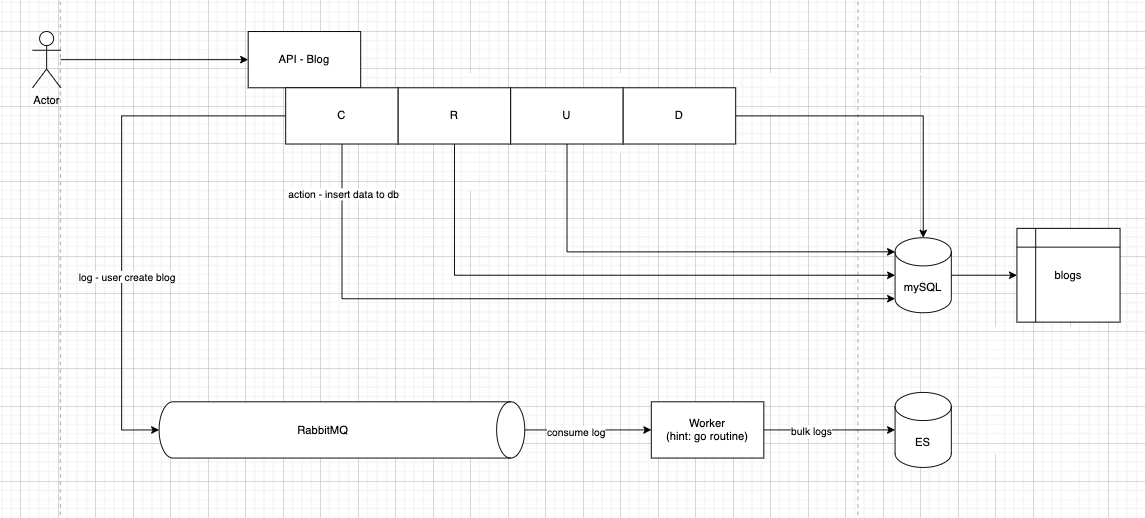 API - Blog
Actor
C
R
U
D
action - insert data to db
log - user create blog
mySQL
blogs
RabbitMQ
consume log
Worker
(hint: go routine)
bulk logs
ES